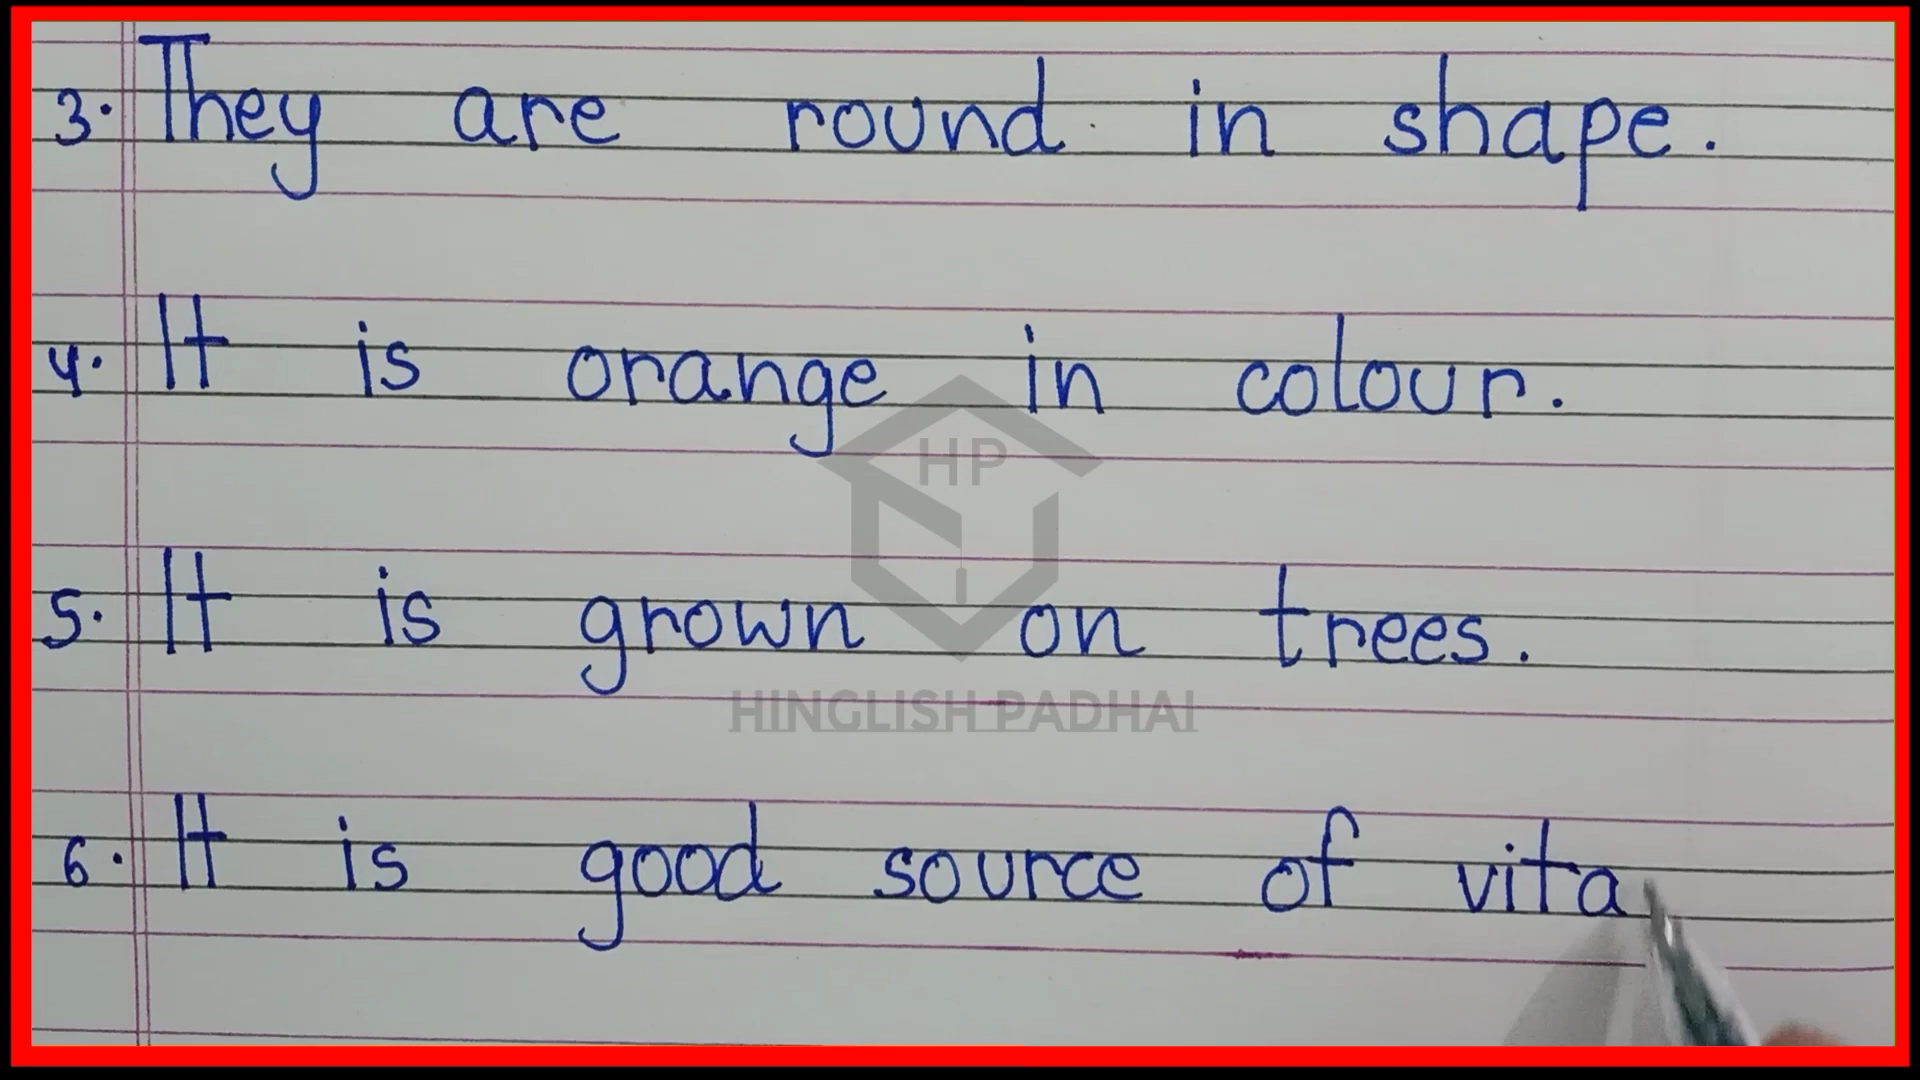 3. They are round in shape.
4. It is orange in colour.
HP
5. It is grown on trees.
HINGLISH PADHAI
6. It is good source of vita